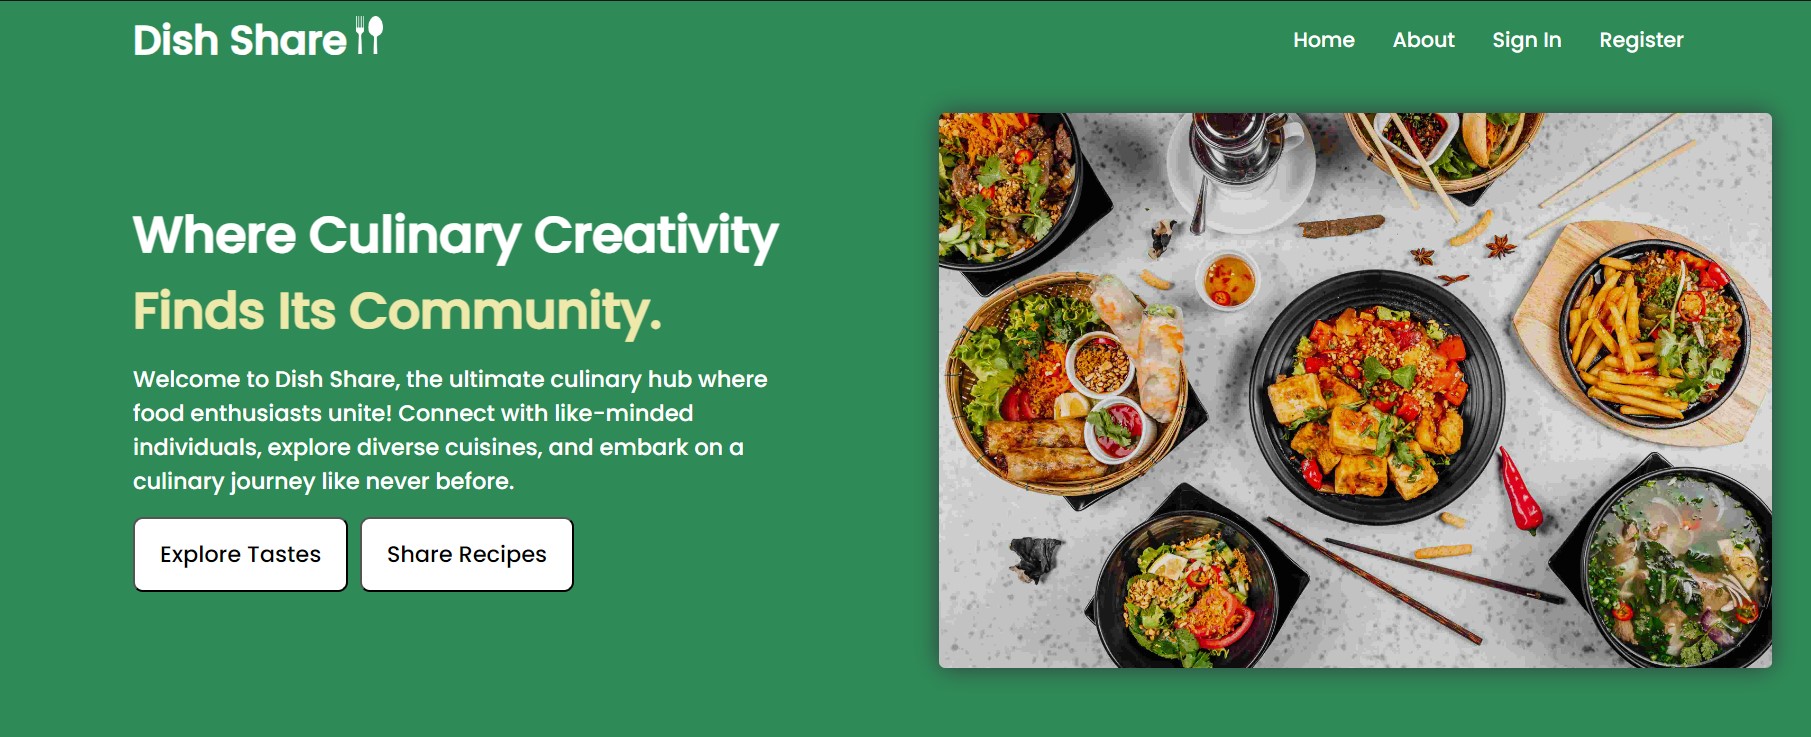 Dish Share
Home About Sign In Register
Where Culinary Creativity
Finds Its Community.
Welcome to Dish Share, the ultimate culinary hub where
food enthusiasts unite! Connect with like-minded
individuals, explore diverse cuisines, and embark on a
culinary journey like never before.
Explore Tastes Share Recipes